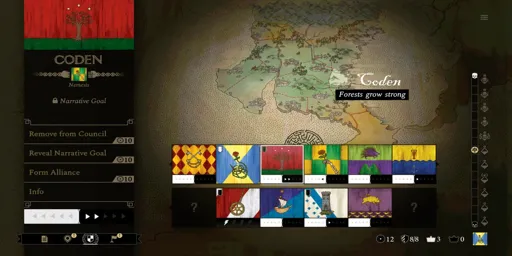 CODEN
Nemesis
Narrative Goal
Remove from Council
10
Reveal Narrative Goal
10
Form Alliance
10
Info
Coden
Forests grow strong
?
?
12
8/8
3
0